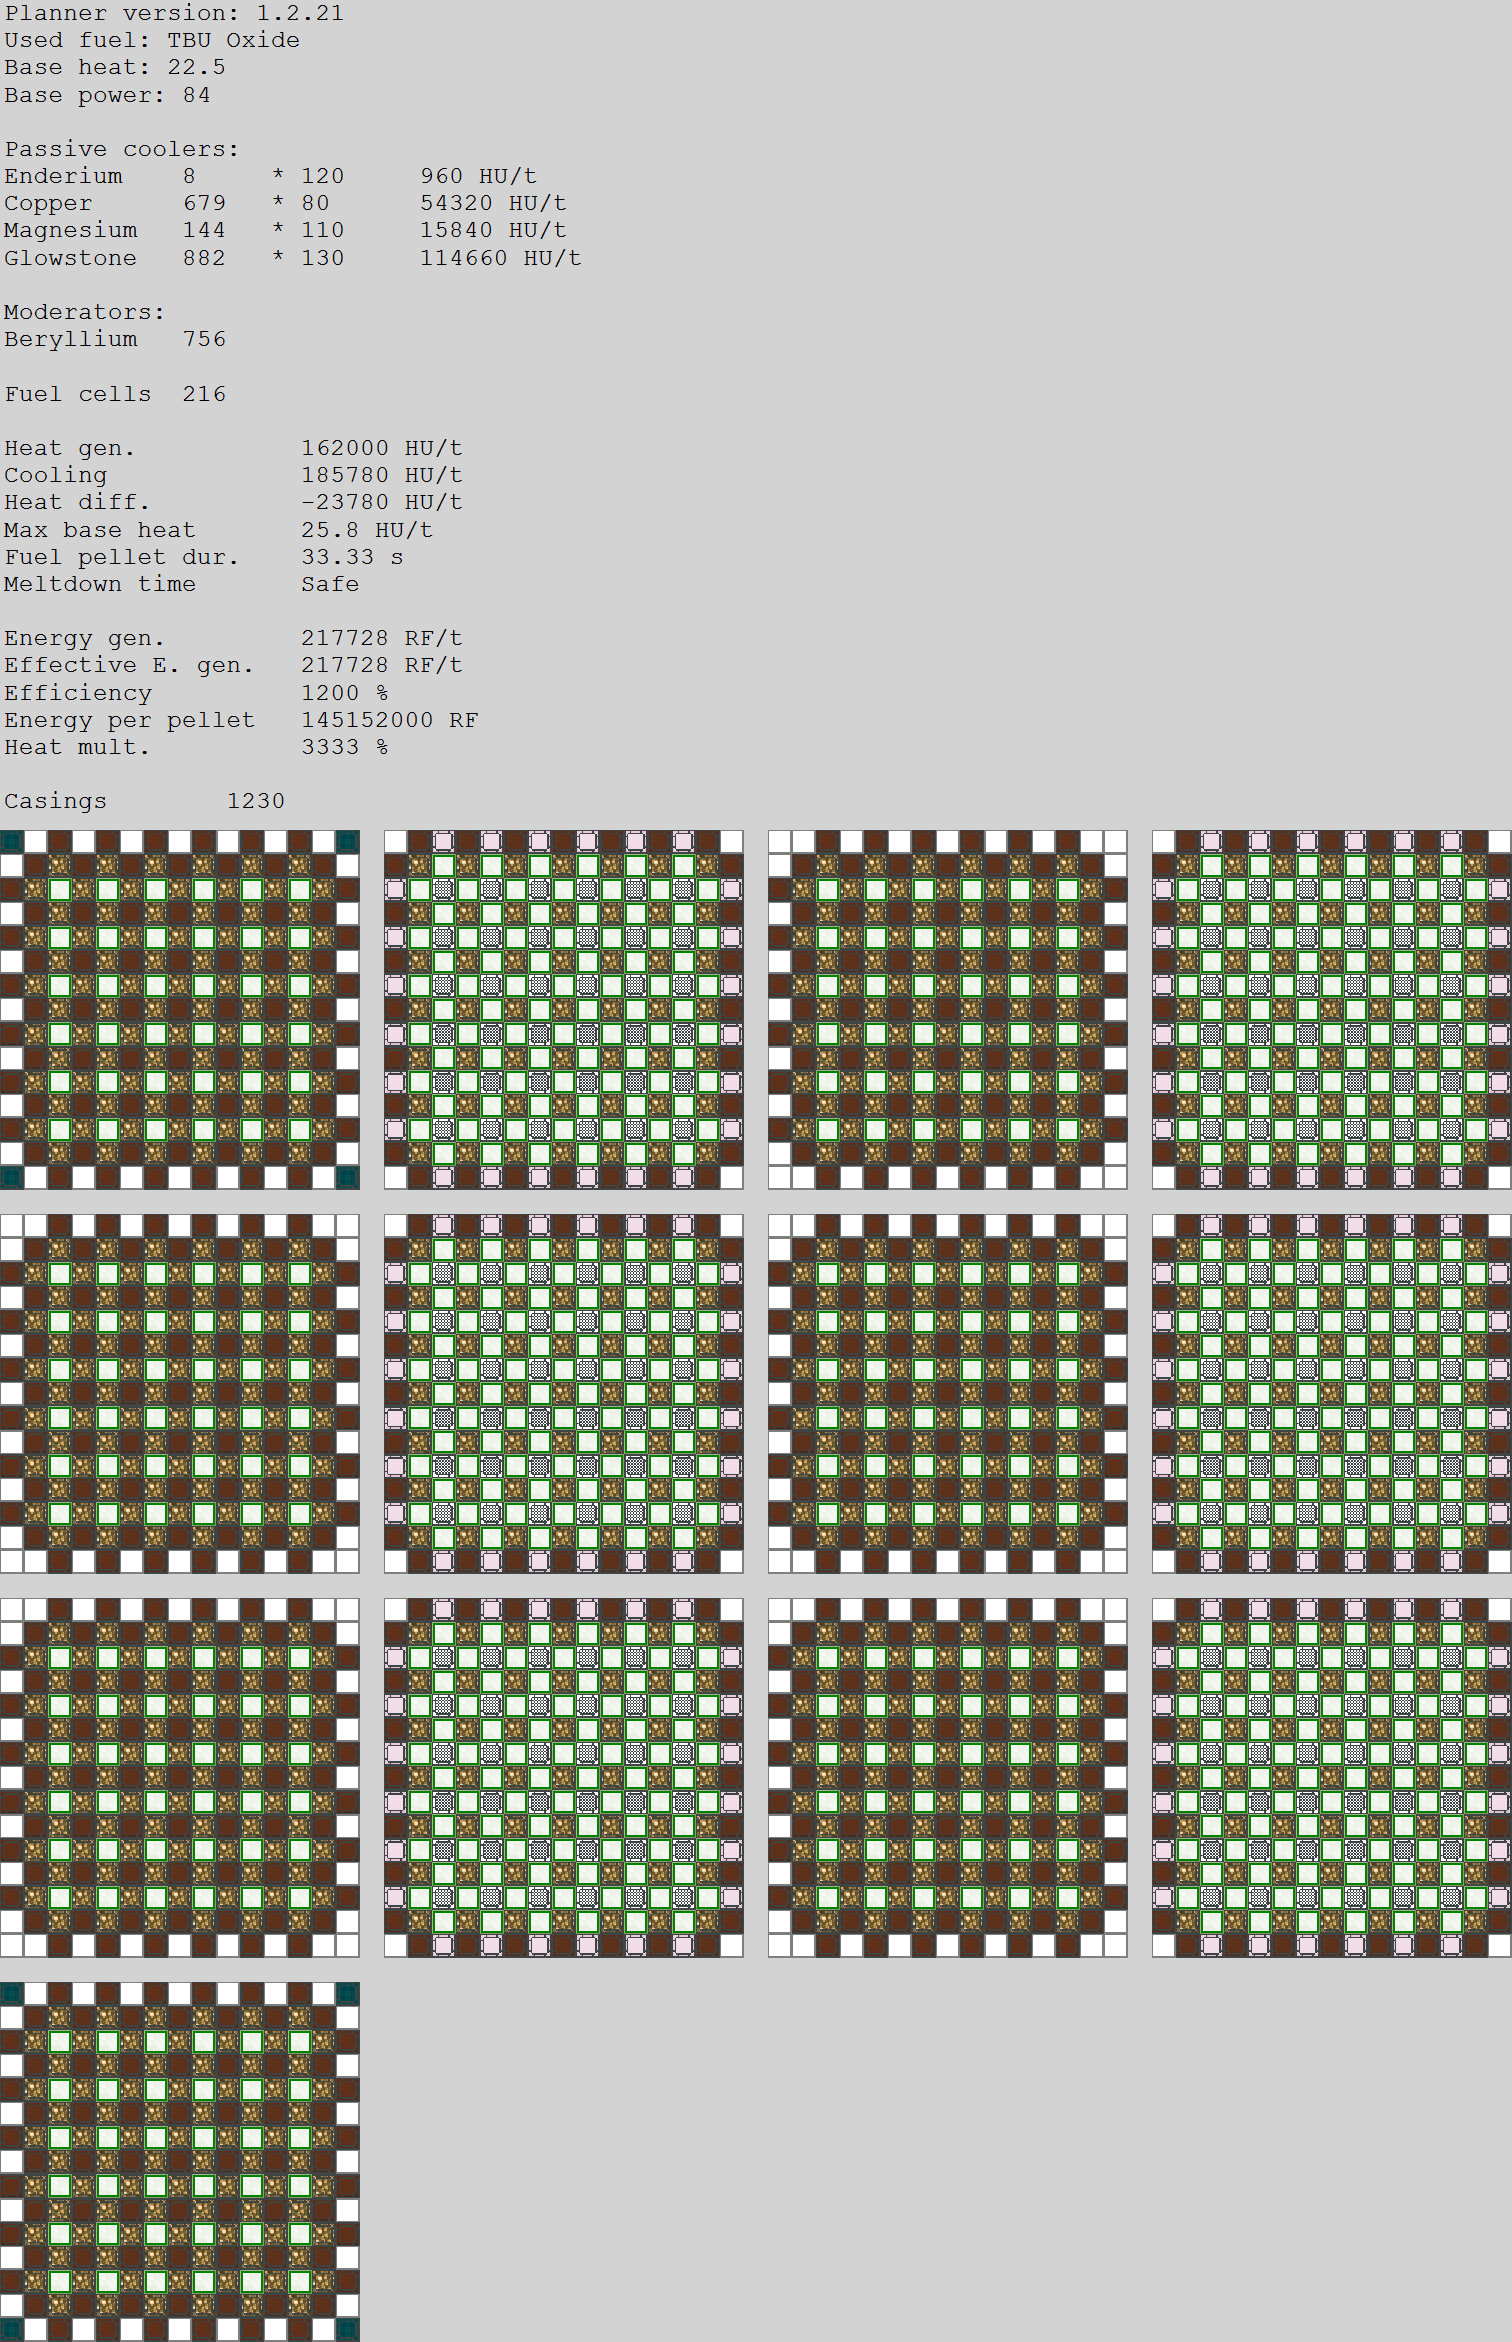 Planner version: 1.2.21
Used fuel: TBU Oxide
Base heat: 22.5
Base power: 84
Passive coolers:
Enderium 8 * 120 960 HU/t
Copper 679 * 80 54320 HU/t
Magnesium 144 * 110 15840 HU/t
Glowstone 882 * 130 114660 HU/t
Moderators:
Beryllium 756
Fuel cells 216
Heat gen. 162000 HU/t
Cooling 185780 HU/t
Heat diff. -23780 HU/t
Max base heat 25.8 HU/t
Fuel pellet dur. 33.33 s
Meltdown time Safe
Energy gen. 217728 RF/t
Effective E. gen. 217728 RF/t
Efficiency 1200 %
Energy per pellet 145152000 RF
Heat mult. 3333 %
Casings 1230